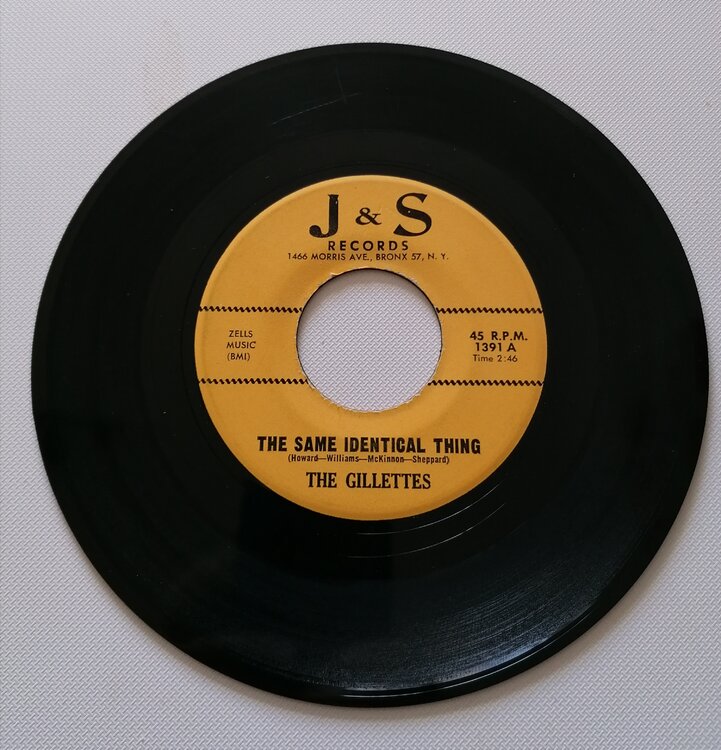 J & S
RECORDS
1466 MORRIS AVE., BRONX 57, N. Y.
ZELLS
MUSIC
(BMI)
45 R.P.M.
1391 A
Time 2:46
THE SAME IDENTICAL THING
(Howard—Williams—McKinnon—Sheppard)
THE GILLETTES